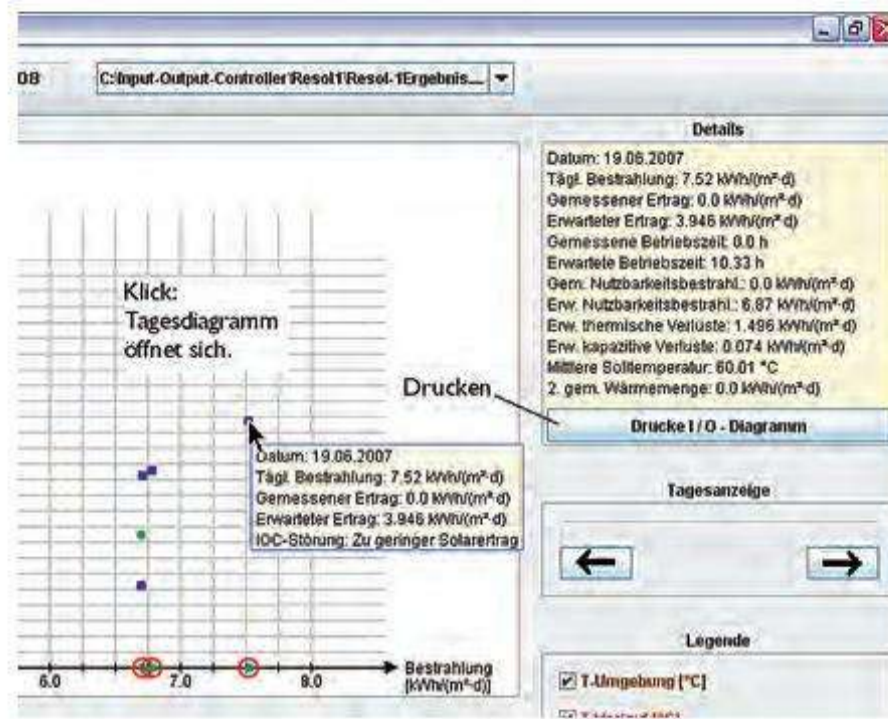 08
C:\Input-Output-Controller\Resol1\Resol-1Ergebnis....
Details
Datum: 19.06.2007
Tägl. Bestrahlung: 7.52 kWh/(m²·d)
Gemessener Ertrag: 0.0 kWh/(m²·d)
Erwarteter Ertrag: 3.946 kWh/(m²·d)
Gemessene Betriebszeit: 0.0 h
Erwartete Betriebszeit: 10.33 h
Gem. Nutzbarkeitsbestrahl.: 0.0 kWh/(m²·d)
Erw. Nutzbarkeitsbestrahl.: 6.87 kWh/(m²·d)
Erw. thermische Verluste: 1.496 kWh/(m²·d)
Erw. kapazitive Verluste: 0.074 kWh/(m²·d)
Mittlere Solltemperatur: 60.01 °C
2. gem. Wärmemenge: 0.0 kWh/(m²·d)
Klick:
Tagesdiagramm
öffnet sich.
Drucken
Drucke I / O - Diagramm
Datum: 19.06.2007
Tägl. Bestrahlung: 7.52 kWh/(m²·d)
Gemessener Ertrag: 0.0 kWh/(m²·d)
Erwarteter Ertrag: 3.946 kWh/(m²·d)
IOC-Störung: Zu geringer Solarertrag
Tagesanzeige
Legende
T-Umgebung [°C]
6.0 7.0 8.0
Bestrahlung
[kWh/(m²·d)]